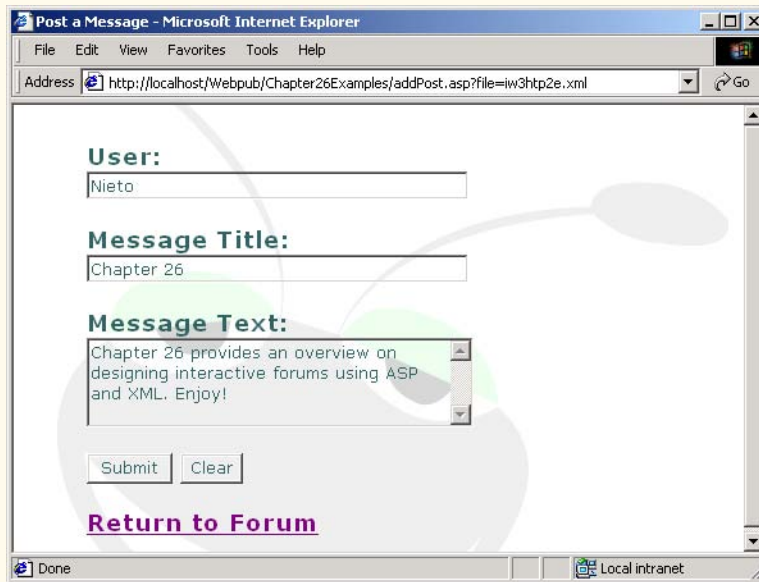 Post a Message - Microsoft Internet Explorer
File Edit View Favorites Tools Help
Address http://localhost/Webpub/Chapter26Examples/addPost.asp?file=iw3htp2e.xml Go
User:
Nieto
Message Title:
Chapter 26
Message Text:
Chapter 26 provides an overview on
designing interactive forums using ASP
and XML. Enjoy!
Submit Clear
Return to Forum
Done Local intranet